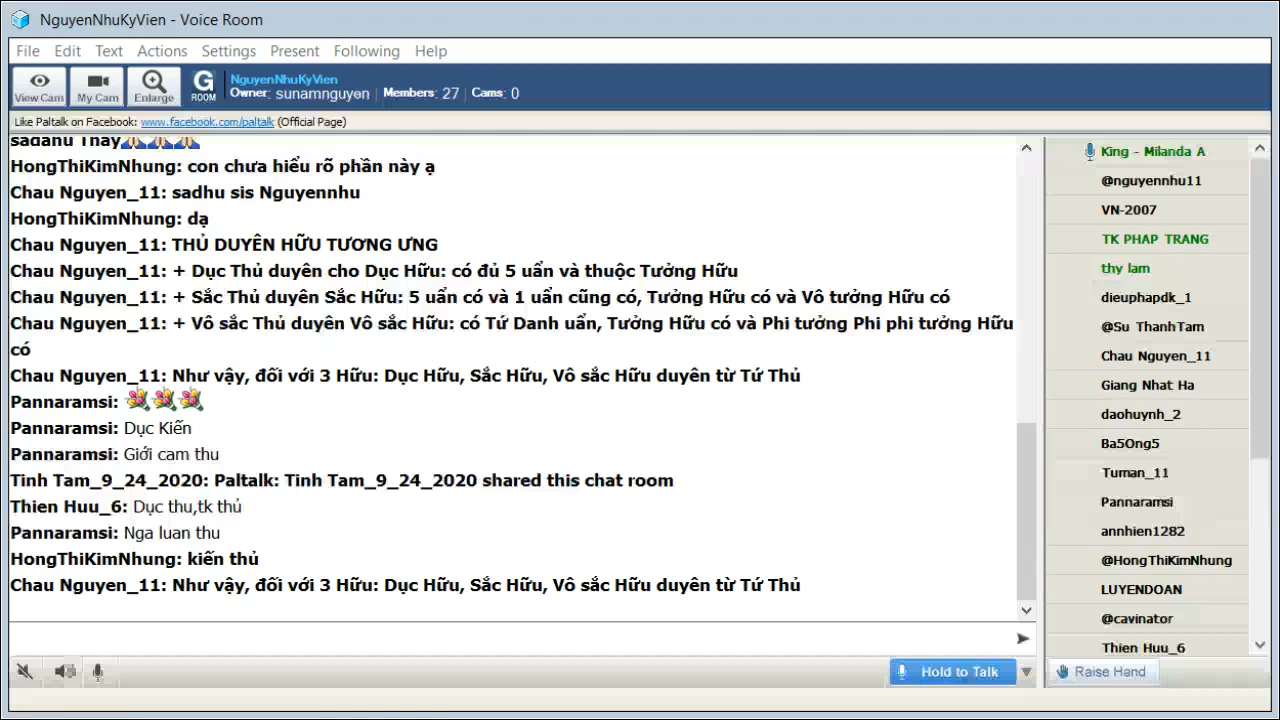 NguyenNhuKyVien - Voice Room
File Edit Text Actions Settings Present Following Help
View Cam
My Cam
Enlarge
G ROOM
NguyenNhuKyVien
Owner: sunamnguyen | Members: 27 | Cams: 0
Like Paltalk on Facebook: www.facebook.com/paltalk (Official Page)
sadahu Thay
HongThiKimNhung: con chưa hiểu rõ phần này ạ
Chau Nguyen_11: sadhu sis Nguyennhu
HongThiKimNhung: dạ
Chau Nguyen_11: THỦ DUYÊN HỮU TƯƠNG ƯNG
Chau Nguyen_11: + Dục Thủ duyên cho Dục Hữu: có đủ 5 uẩn và thuộc Tưởng Hữu
Chau Nguyen_11: + Sắc Thủ duyên Sắc Hữu: 5 uẩn có và 1 uẩn cũng có, Tưởng Hữu có và Vô tưởng Hữu có
Chau Nguyen_11: + Vô sắc Thủ duyên Vô sắc Hữu: có Tứ Danh uẩn, Tưởng Hữu có và Phi tưởng Phi phi tưởng Hữu
có
Chau Nguyen_11: Như vậy, đối với 3 Hữu: Dục Hữu, Sắc Hữu, Vô sắc Hữu duyên từ Tứ Thủ
Pannaramsi:
Pannaramsi: Dục Kiến
Pannaramsi: Giới cam thu
Tinh Tam_9_24_2020: Paltalk: Tinh Tam_9_24_2020 shared this chat room
Thien Huu_6: Dục thu,tk thủ
Pannaramsi: Nga luan thu
HongThiKimNhung: kiến thủ
Chau Nguyen_11: Như vậy, đối với 3 Hữu: Dục Hữu, Sắc Hữu, Vô sắc Hữu duyên từ Tứ Thủ
Hold to Talk
King - Milanda A
@nguyennhu11
VN-2007
TK PHAP TRANG
thy lam
dieuphapdk_1
@Su ThanhTam
Chau Nguyen_11
Giang Nhat Ha
daohuynh_2
Ba5Ong5
Tuman_11
Pannaramsi
annhien1282
@HongThiKimNhung
LUYENDOAN
@cavinator
Thien Huu_6
Raise Hand